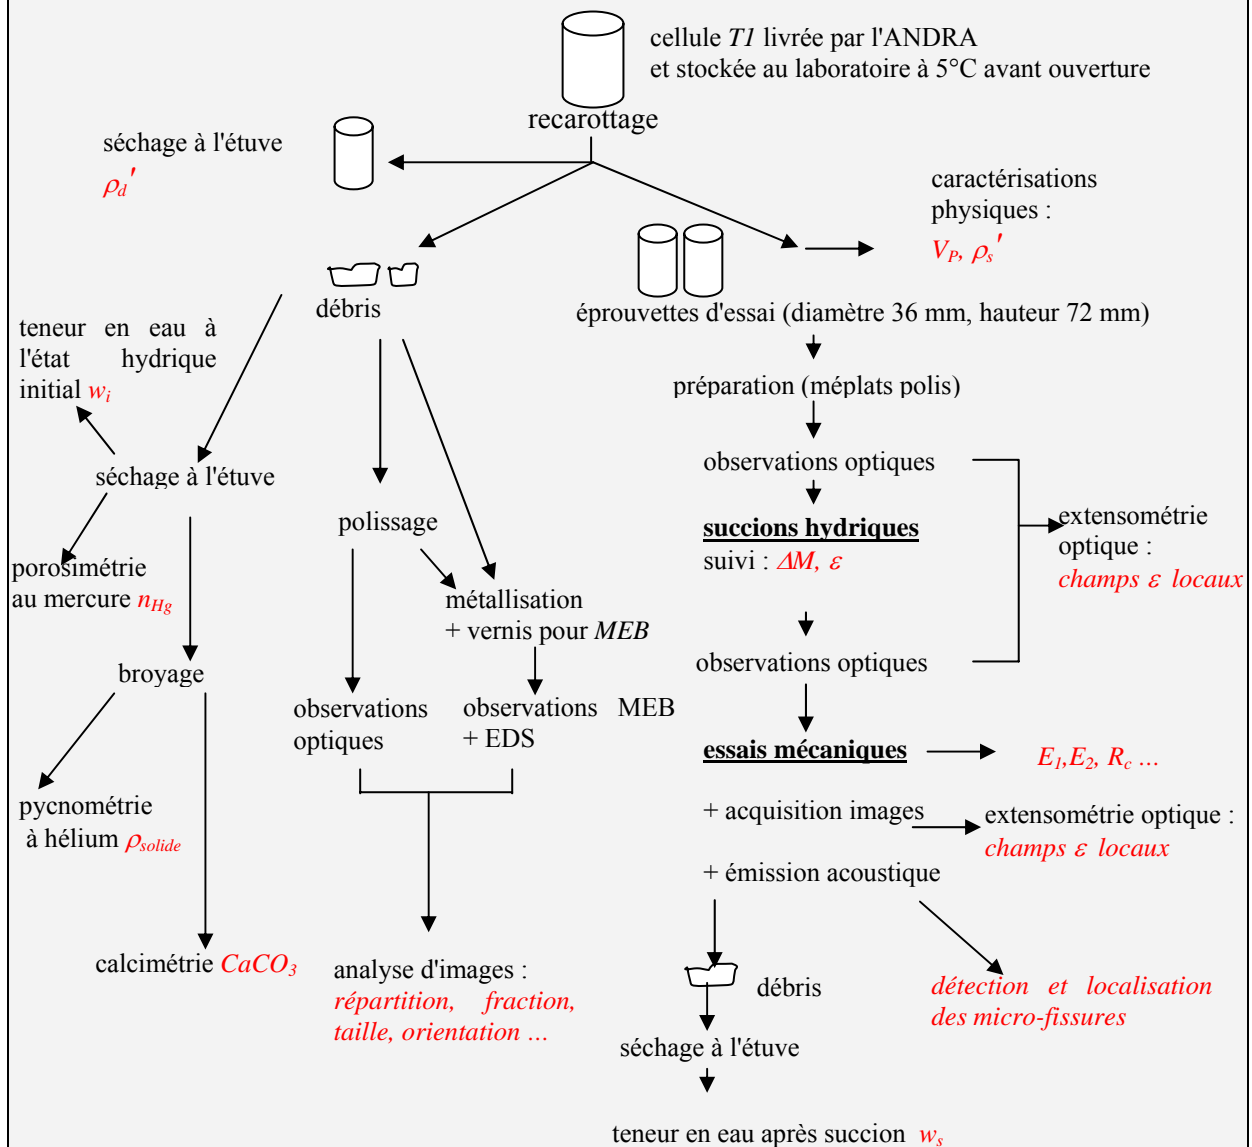 cellule T1 livrée par l'ANDRA
et stockée au laboratoire à 5°C avant ouverture
recarottage
séchage à l'étuve
ρd'
caractérisations
physiques :
VP, ρs'
débris
éprouvettes d'essai (diamètre 36 mm, hauteur 72 mm)
teneur en eau à
l'état hydrique
initial wi
séchage à l'étuve
porosimétrie
au mercure nHg
broyage
pycnométrie
à hélium ρsolide
calcimétrie CaCO3
polissage
métallisation
+ vernis pour MEB
observations
optiques
observations MEB
+ EDS
analyse d'images :
répartition, fraction,
taille, orientation ...
préparation (méplats polis)
observations optiques
succions hydriques
suivi : ΔM, ε
extensométrie
optique :
champs ε locaux
observations optiques
essais mécaniques
E1,E2, Rc ...
+ acquisition images
extensométrie optique :
champs ε locaux
+ émission acoustique
débris
détection et localisation
des micro-fissures
séchage à l'étuve
teneur en eau après succion ws